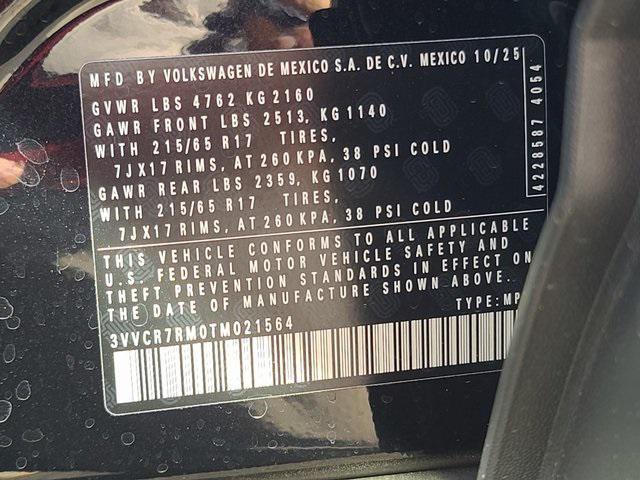 MFD BY VOLKSWAGEN DE MEXICO S.A. DE C.V. MEXICO 10/25
GVWR LBS 4762 KG 2160
GAWR FRONT LBS 2513, KG 1140
WITH 215/65 R17 TIRES,
7JX17 RIMS, AT 260 KPA, 38 PSI COLD
GAWR REAR LBS 2359, KG 1070
WITH 215/65 R17 TIRES,
7JX17 RIMS, AT 260 KPA, 38 PSI COLD
THIS VEHICLE CONFORMS TO ALL APPLICABLE
U.S. FEDERAL MOTOR VEHICLE SAFETY AND
THEFT PREVENTION STANDARDS IN EFFECT ON
THE DATE OF MANUFACTURE SHOWN ABOVE.
TYPE: MP
3VVCR7RM0TM021564
4228587 4054